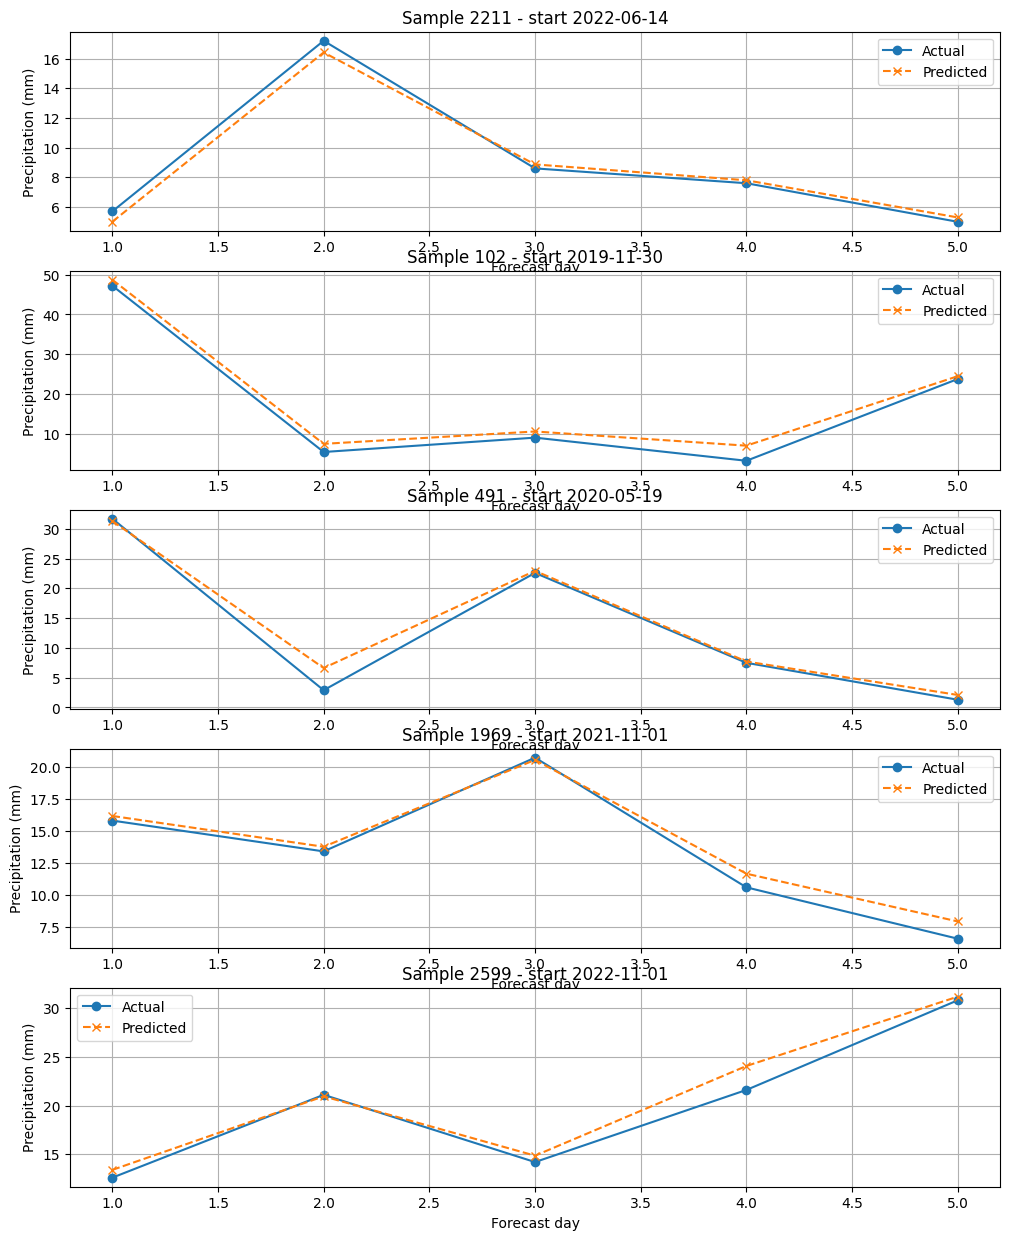 Sample 2211 - start 2022-06-14
Precipitation (mm)
16
14
12
10
8
6
Actual
Predicted
1.0 1.5 2.0 2.5 3.0 3.5 4.0 4.5 5.0
Forecast day
Sample 102 - start 2019-11-30
Precipitation (mm)
50
40
30
20
10
Actual
Predicted
1.0 1.5 2.0 2.5 3.0 3.5 4.0 4.5 5.0
Forecast day
Sample 491 - start 2020-05-19
Precipitation (mm)
30
25
20
15
10
5
0
Actual
Predicted
1.0 1.5 2.0 2.5 3.0 3.5 4.0 4.5 5.0
Forecast day
Sample 1969 - start 2021-11-01
Precipitation (mm)
20.0
17.5
15.0
12.5
10.0
7.5
Actual
Predicted
1.0 1.5 2.0 2.5 3.0 3.5 4.0 4.5 5.0
Forecast day
Sample 2599 - start 2022-11-01
Precipitation (mm)
30
25
20
15
Actual
Predicted
1.0 1.5 2.0 2.5 3.0 3.5 4.0 4.5 5.0
Forecast day